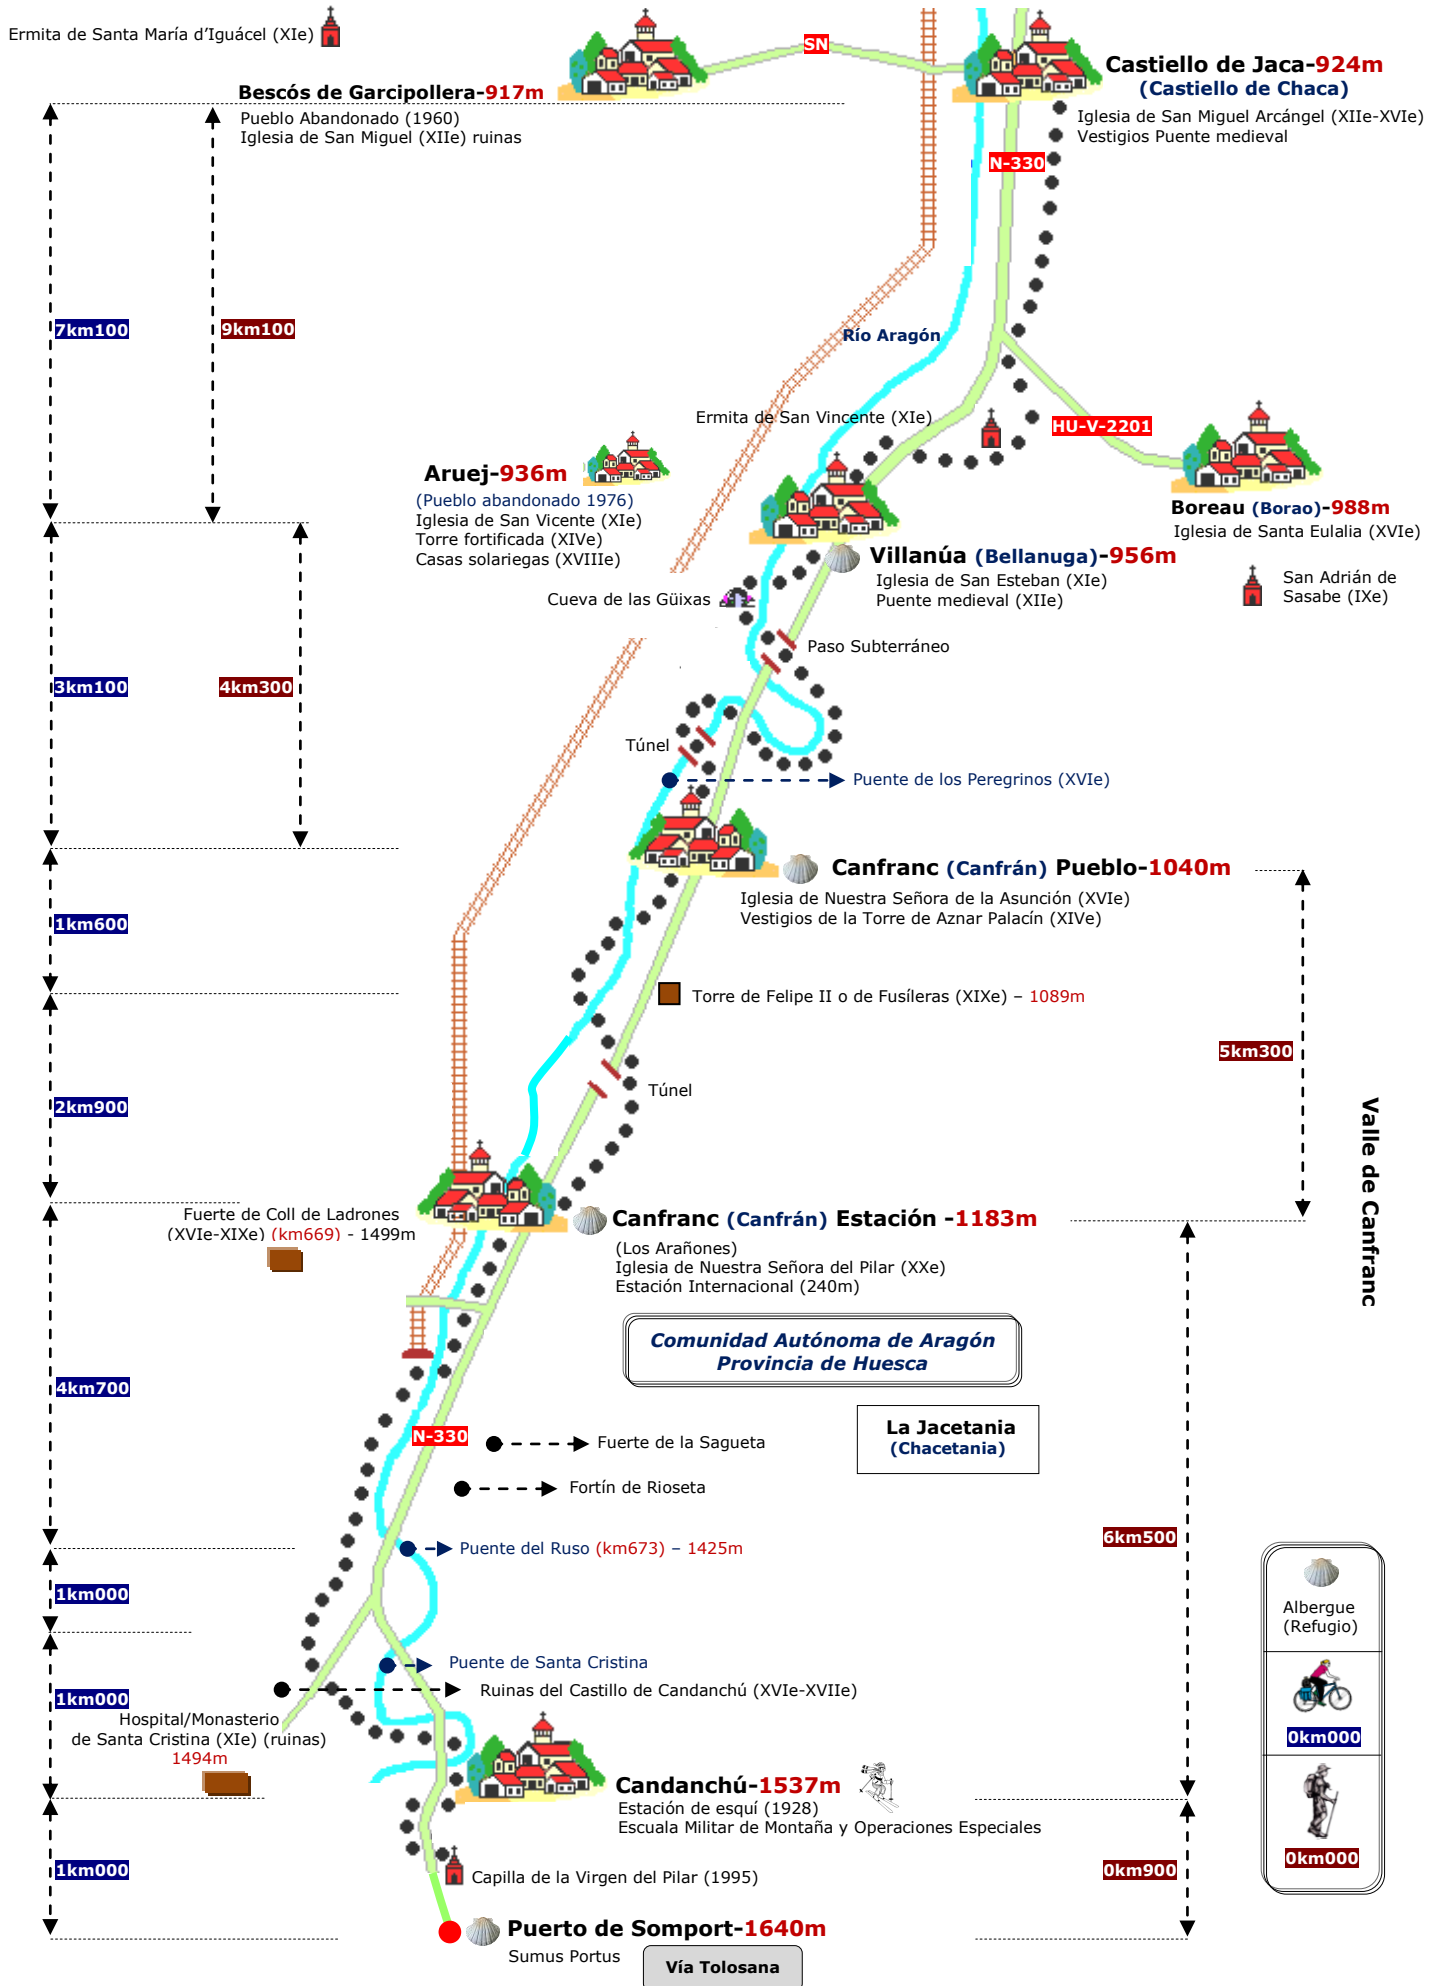 Ermita de Santa María d'Iguácel (XIe)
SN
Castiello de Jaca-924m
(Castiello de Chaca)
Iglesia de San Miguel Arcángel (XIIe-XVIe)
Vestigios Puente medieval
Bescós de Garcipollera-917m
Pueblo Abandonado (1960)
Iglesia de San Miguel (XIIe) ruinas
N-330
7km100
9km100
Río Aragón
Ermita de San Vincente (XIe)
HU-V-2201
Aruej-936m
(Pueblo abandonado 1976)
Iglesia de San Vicente (XIe)
Torre fortificada (XIVe)
Casas solariegas (XVIIIe)
Boreau (Borao)-988m
Iglesia de Santa Eulalia (XVIe)
Villanúa (Bellanuga)-956m
Iglesia de San Esteban (XIe)
Puente medieval (XIIe)
San Adrián de
Sasabe (IXe)
Cueva de las Güixas
Paso Subterráneo
3km100
4km300
Túnel
Puente de los Peregrinos (XVIe)
Canfranc (Canfrán) Pueblo-1040m
Iglesia de Nuestra Señora de la Asunción (XVIe)
Vestigios de la Torre de Aznar Palacín (XIVe)
1km600
Torre de Felipe II o de Fusíleras (XIXe) – 1089m
5km300
Túnel
2km900
Valle de Canfranc
Fuerte de Coll de Ladrones
(XVIe-XIXe) (km669) - 1499m
Canfranc (Canfrán) Estación -1183m
(Los Arañones)
Iglesia de Nuestra Señora del Pilar (XXe)
Estación Internacional (240m)
Comunidad Autónoma de Aragón
Provincia de Huesca
4km700
La Jacetania
(Chacetania)
N-330
Fuerte de la Sagueta
Fortín de Rioseta
6km500
Puente del Ruso (km673) – 1425m
1km000
Albergue
(Refugio)
0km000
0km000
Puente de Santa Cristina
Ruinas del Castillo de Candanchú (XVIe-XVIIe)
1km000
Hospital/Monasterio
de Santa Cristina (XIe) (ruinas)
1494m
Candanchú-1537m
Estación de esquí (1928)
Escuala Militar de Montaña y Operaciones Especiales
1km000
0km900
Capilla de la Virgen del Pilar (1995)
Puerto de Somport-1640m
Sumus Portus
Vía Tolosana